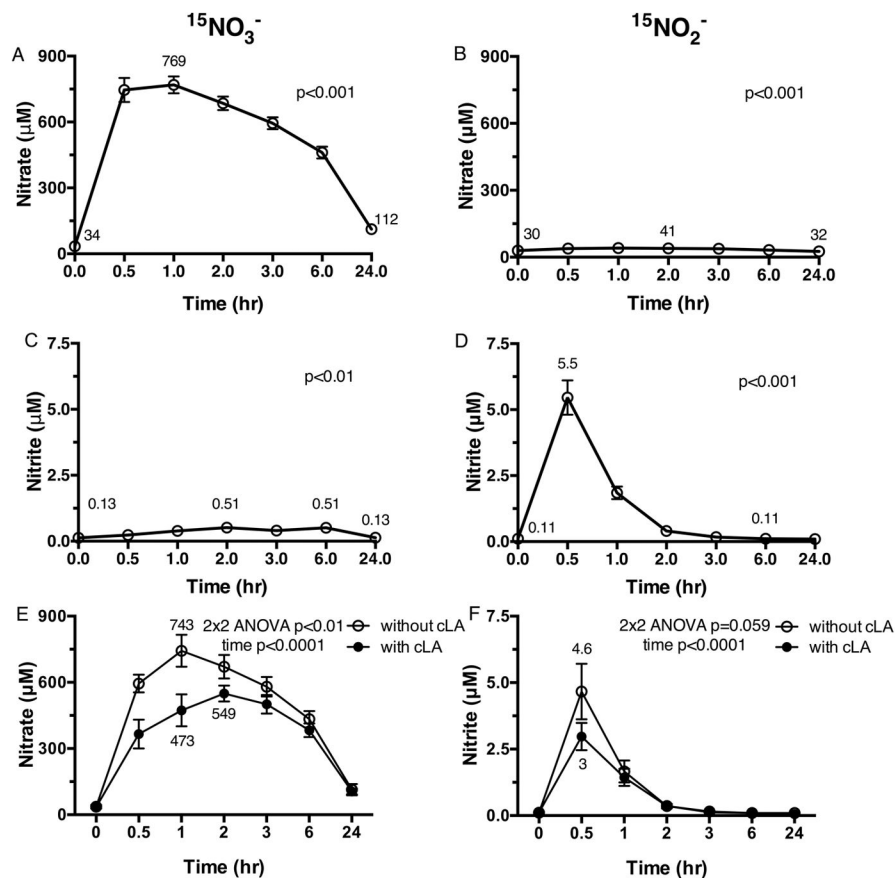 ¹⁵NO₃⁻
¹⁵NO₂⁻
A
900
600
300
0
Nitrate (μM)
34
769
112
p<0.001
0.0 0.5 1.0 2.0 3.0 6.0 24.0
Time (hr)
B
900
600
300
0
Nitrate (μM)
30
41
32
p<0.001
0.0 0.5 1.0 2.0 3.0 6.0 24.0
Time (hr)
C
7.5
5.0
2.5
0.0
Nitrite (μM)
0.13
0.51
0.51
0.13
p<0.01
0.0 0.5 1.0 2.0 3.0 6.0 24.0
Time (hr)
D
7.5
5.0
2.5
0.0
Nitrite (μM)
0.11
5.5
0.11
p<0.001
0.0 0.5 1.0 2.0 3.0 6.0 24.0
Time (hr)
E
900
600
300
0
Nitrate (μM)
743
473
549
2x2 ANOVA p<0.01
time p<0.0001
without cLA
with cLA
0 0.5 1 2 3 6 24
Time (hr)
F
7.5
5.0
2.5
0.0
Nitrite (μM)
4.6
3
2x2 ANOVA p=0.059
time p<0.0001
without cLA
with cLA
0 0.5 1 2 3 6 24
Time (hr)